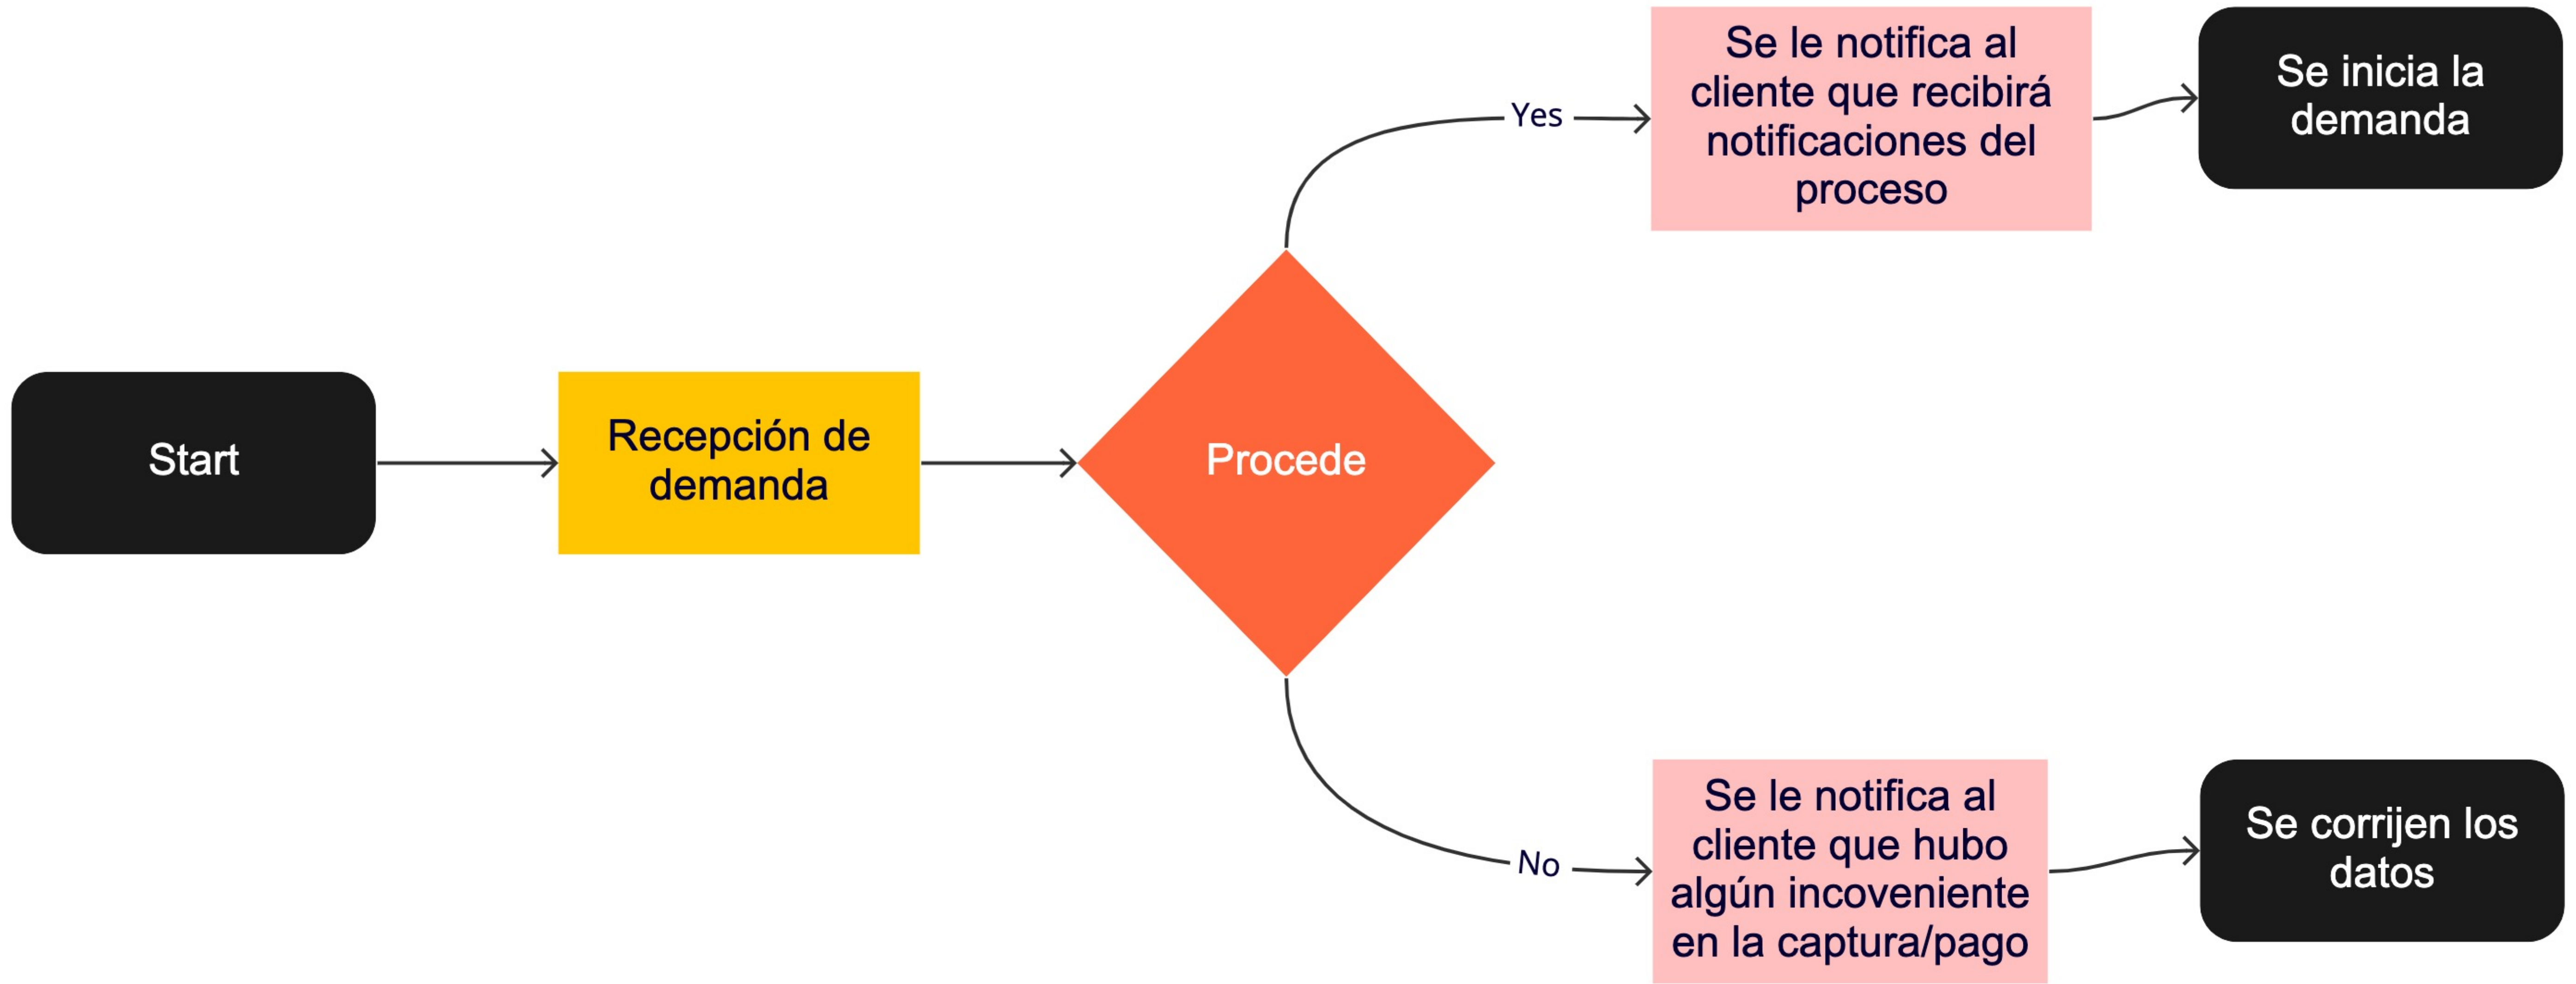 Start
Recepción de
demanda
Procede
Yes
Se le notifica al
cliente que recibirá
notificaciones del
proceso
Se inicia la
demanda
No
Se le notifica al
cliente que hubo
algún incoveniente
en la captura/pago
Se corrijen los
datos